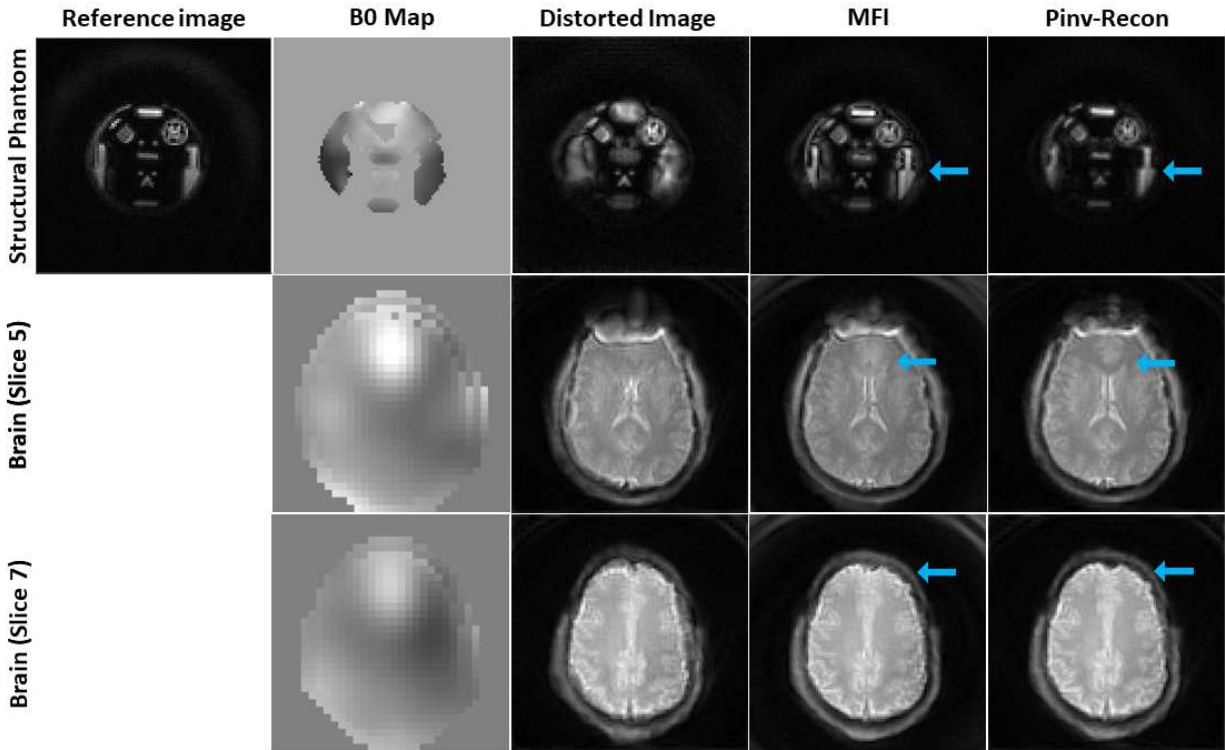 Reference image
B0 Map
Distorted Image
MFI
Pinv-Recon
Structural Phantom
Brain (Slice 5)
Brain (Slice 7)